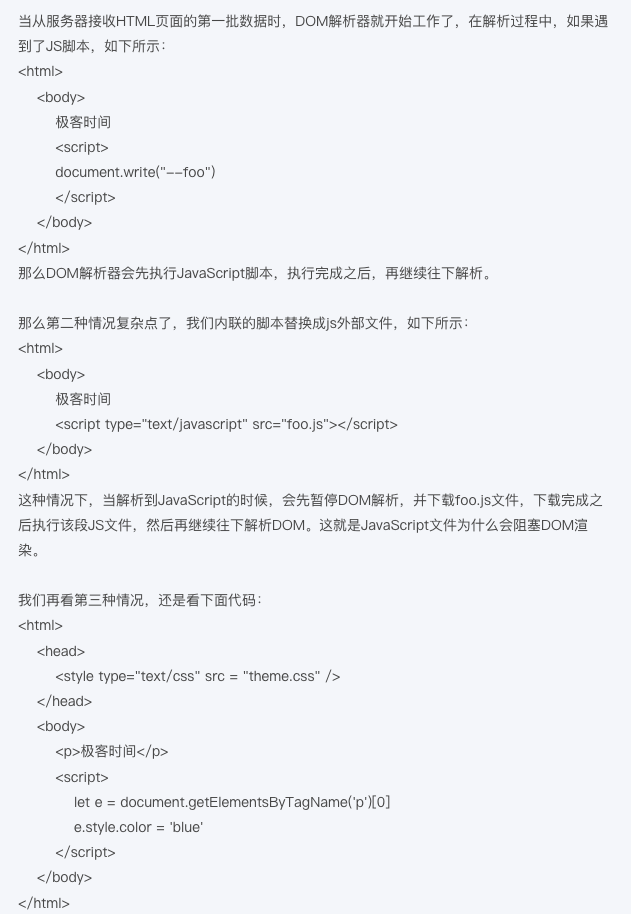 当从服务器接收HTML页面的第一批数据时，DOM解析器就开始工作了，在解析过程中，如果遇
到了JS脚本，如下所示：
<html>
<body>
极客时间
<script>
document.write("--foo")
</script>
</body>
</html>
那么DOM解析器会先执行JavaScript脚本，执行完成之后，再继续往下解析。
那么第二种情况复杂点了，我们内联的脚本替换成js外部文件，如下所示：
<html>
<body>
极客时间
<script type="text/javascript" src="foo.js"></script>
</body>
</html>
这种情况下，当解析到JavaScript的时候，会先暂停DOM解析，并下载foo.js文件，下载完成之
后执行该段JS文件，然后再继续往下解析DOM。这就是JavaScript文件为什么会阻塞DOM渲
染。
我们再看第三种情况，还是看下面代码：
<html>
<head>
<style type="text/css" src = "theme.css" />
</head>
<body>
<p>极客时间</p>
<script>
let e = document.getElementsByTagName('p')[0]
e.style.color = 'blue'
</script>
</body>
</html>